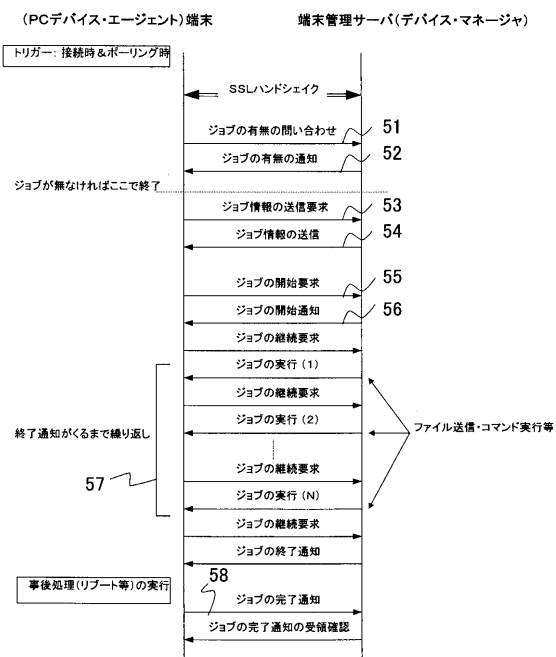 (PCデバイス・エージェント)端末
端末管理サーバ(デバイス・マネージャ)
トリガー: 接続時&ポーリング時
SSLハンドシェイク
ジョブの有無の問い合わせ
51
ジョブの有無の通知
52
ジョブが無なければここで終了
ジョブ情報の送信要求
53
ジョブ情報の送信
54
ジョブの開始要求
55
ジョブの開始通知
56
ジョブの継続要求
ジョブの実行(1)
ジョブの継続要求
ジョブの実行(2)
終了通知がくるまで繰り返し
ファイル送信・コマンド実行等
ジョブの継続要求
57
ジョブの実行(N)
ジョブの継続要求
ジョブの終了通知
事後処理(リブート等)の実行
58
ジョブの完了通知
ジョブの完了通知の受領確認